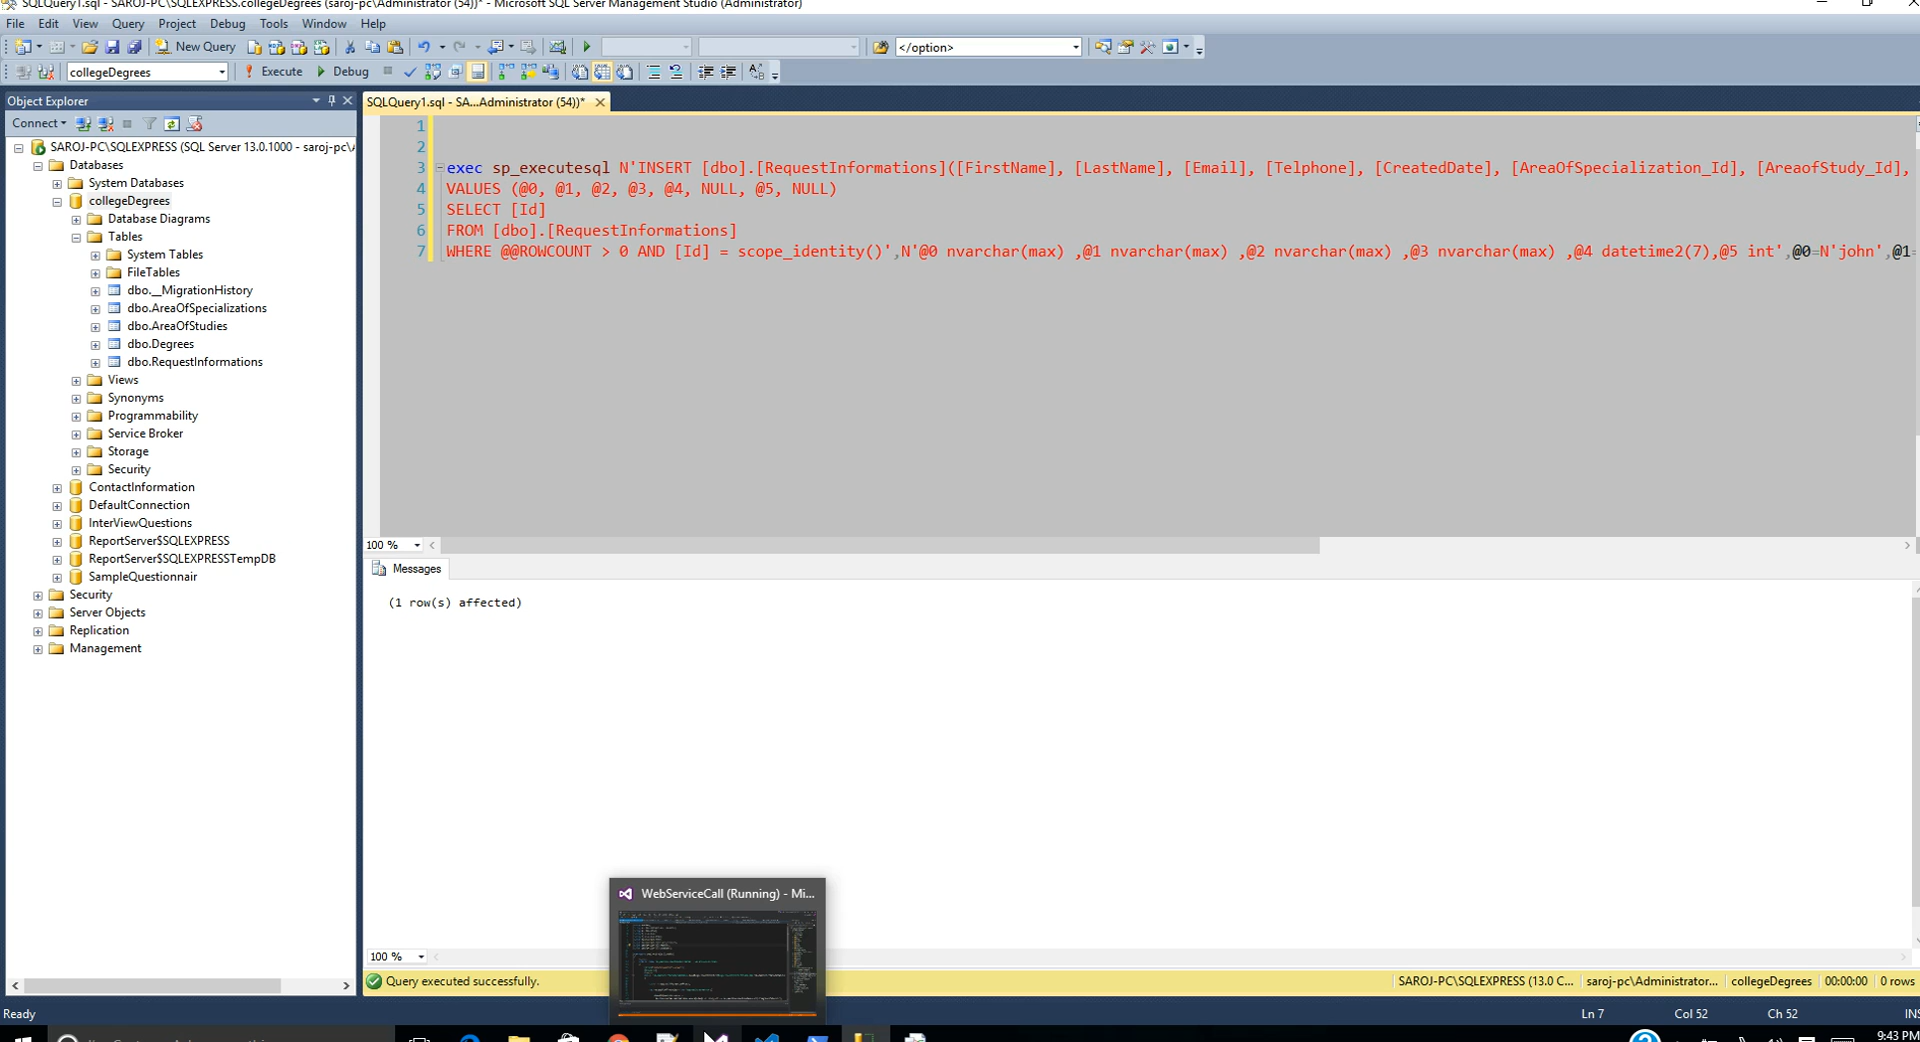 SQLQuery1.sql - SAROJ-PC\SQLEXPRESS.collegeDegrees (saroj-pc\Administrator (54))* - Microsoft SQL Server Management Studio (Administrator)
File Edit View Query Project Debug Tools Window Help
New Query </option>
collegeDegrees Execute Debug
Object Explorer
SQLQuery1.sql - SA...Administrator (54))*
Connect
SAROJ-PC\SQLEXPRESS (SQL Server 13.0.1000 - saroj-pc\A
Databases
System Databases
collegeDegrees
Database Diagrams
Tables
System Tables
FileTables
dbo.__MigrationHistory
dbo.AreaOfSpecializations
dbo.AreaOfStudies
dbo.Degrees
dbo.RequestInformations
Views
Synonyms
Programmability
Service Broker
Storage
Security
ContactInformation
DefaultConnection
InterViewQuestions
ReportServer$SQLEXPRESS
ReportServer$SQLEXPRESSTempDB
SampleQuestionnair
Security
Server Objects
Replication
Management
1
2
3 exec sp_executesql N'INSERT [dbo].[RequestInformations]([FirstName], [LastName], [Email], [Telphone], [CreatedDate], [AreaOfSpecialization_Id], [AreaofStudy_Id],
4 VALUES (@0, @1, @2, @3, @4, NULL, @5, NULL)
5 SELECT [Id]
6 FROM [dbo].[RequestInformations]
7 WHERE @@ROWCOUNT > 0 AND [Id] = scope_identity()',N'@0 nvarchar(max) ,@1 nvarchar(max) ,@2 nvarchar(max) ,@3 nvarchar(max) ,@4 datetime2(7),@5 int',@0=N'john',@1=
100 %
Messages
(1 row(s) affected)
WebServiceCall (Running) - Mi...
100 %
Query executed successfully.
SAROJ-PC\SQLEXPRESS (13.0 C... saroj-pc\Administrator... collegeDegrees 00:00:00 0 rows
Ready
Ln 7 Col 52 Ch 52 INS
9:43 PM